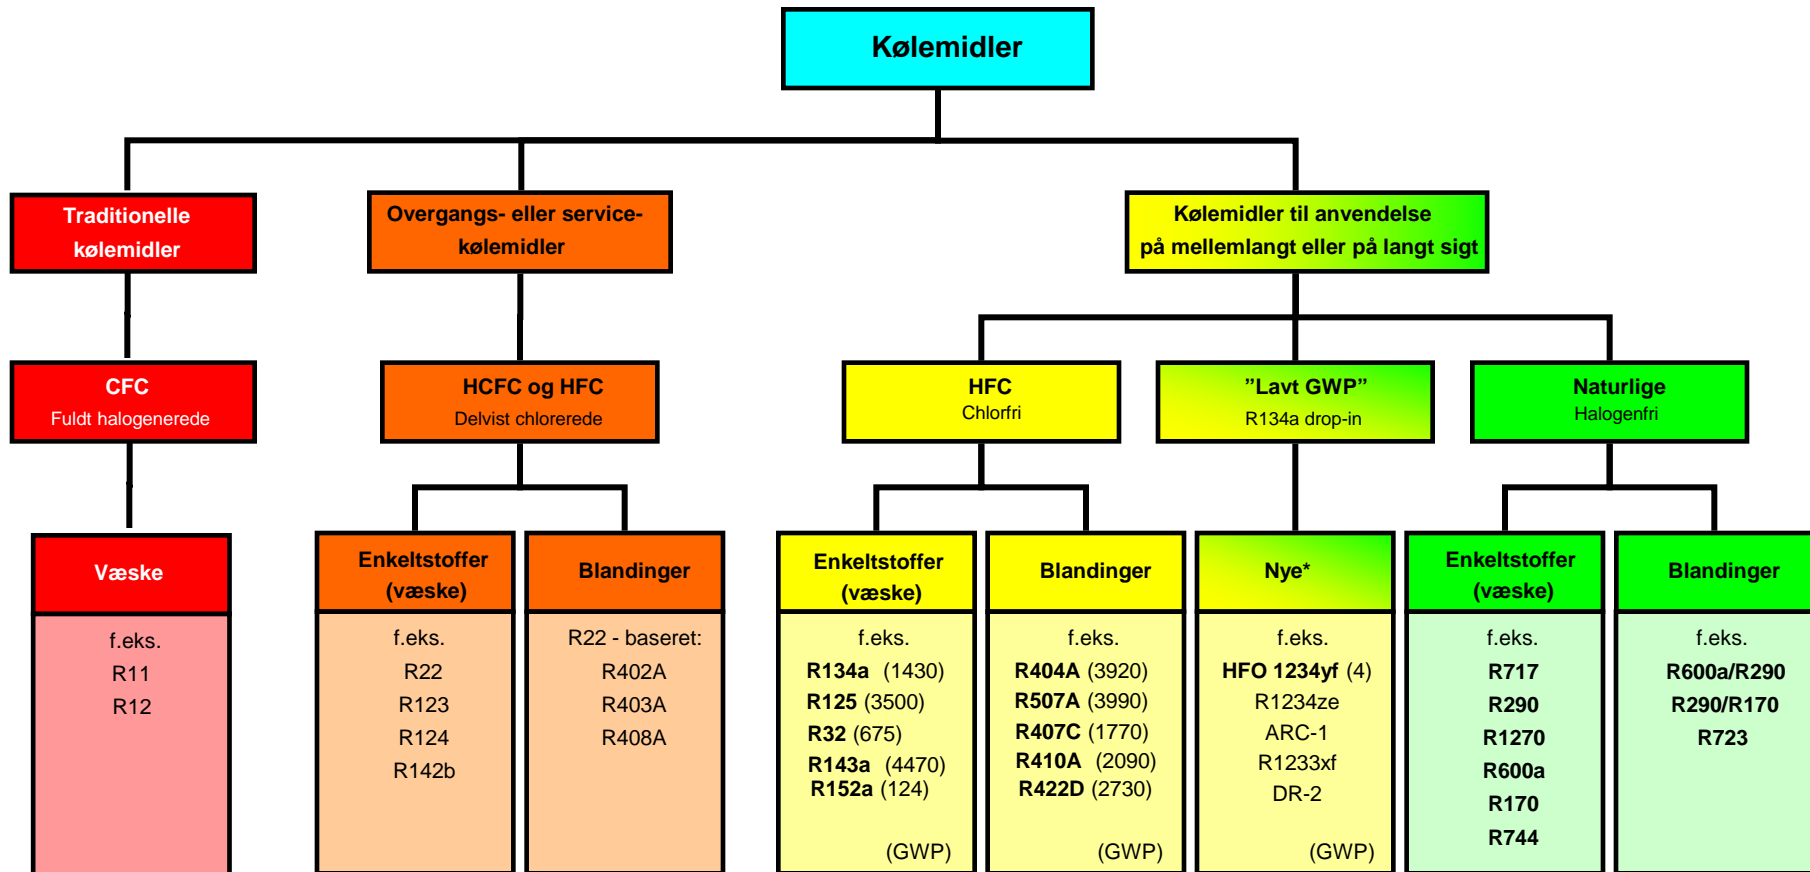 Kølemidler
Traditionelle
kølemidler
Overgangs- eller service-
kølemidler
Kølemidler til anvendelse
på mellemlangt eller på langt sigt
CFC
Fuldt halogenerede
HCFC og HFC
Delvist chlorerede
HFC
Chlorfri
”Lavt GWP”
R134a drop-in
Naturlige
Halogenfri
Væske
f.eks.
R11
R12
Enkeltstoffer
(væske)
f.eks.
R22
R123
R124
R142b
Blandinger
R22 - baseret:
R402A
R403A
R408A
Enkeltstoffer
(væske)
f.eks.
R134a (1430)
R125 (3500)
R32 (675)
R143a (4470)
R152a (124)
(GWP)
Blandinger
f.eks.
R404A (3920)
R507A (3990)
R407C (1770)
R410A (2090)
R422D (2730)
(GWP)
Nye*
f.eks.
HFO 1234yf (4)
R1234ze
ARC-1
R1233xf
DR-2
(GWP)
Enkeltstoffer
(væske)
f.eks.
R717
R290
R1270
R600a
R170
R744
Blandinger
f.eks.
R600a/R290
R290/R170
R723